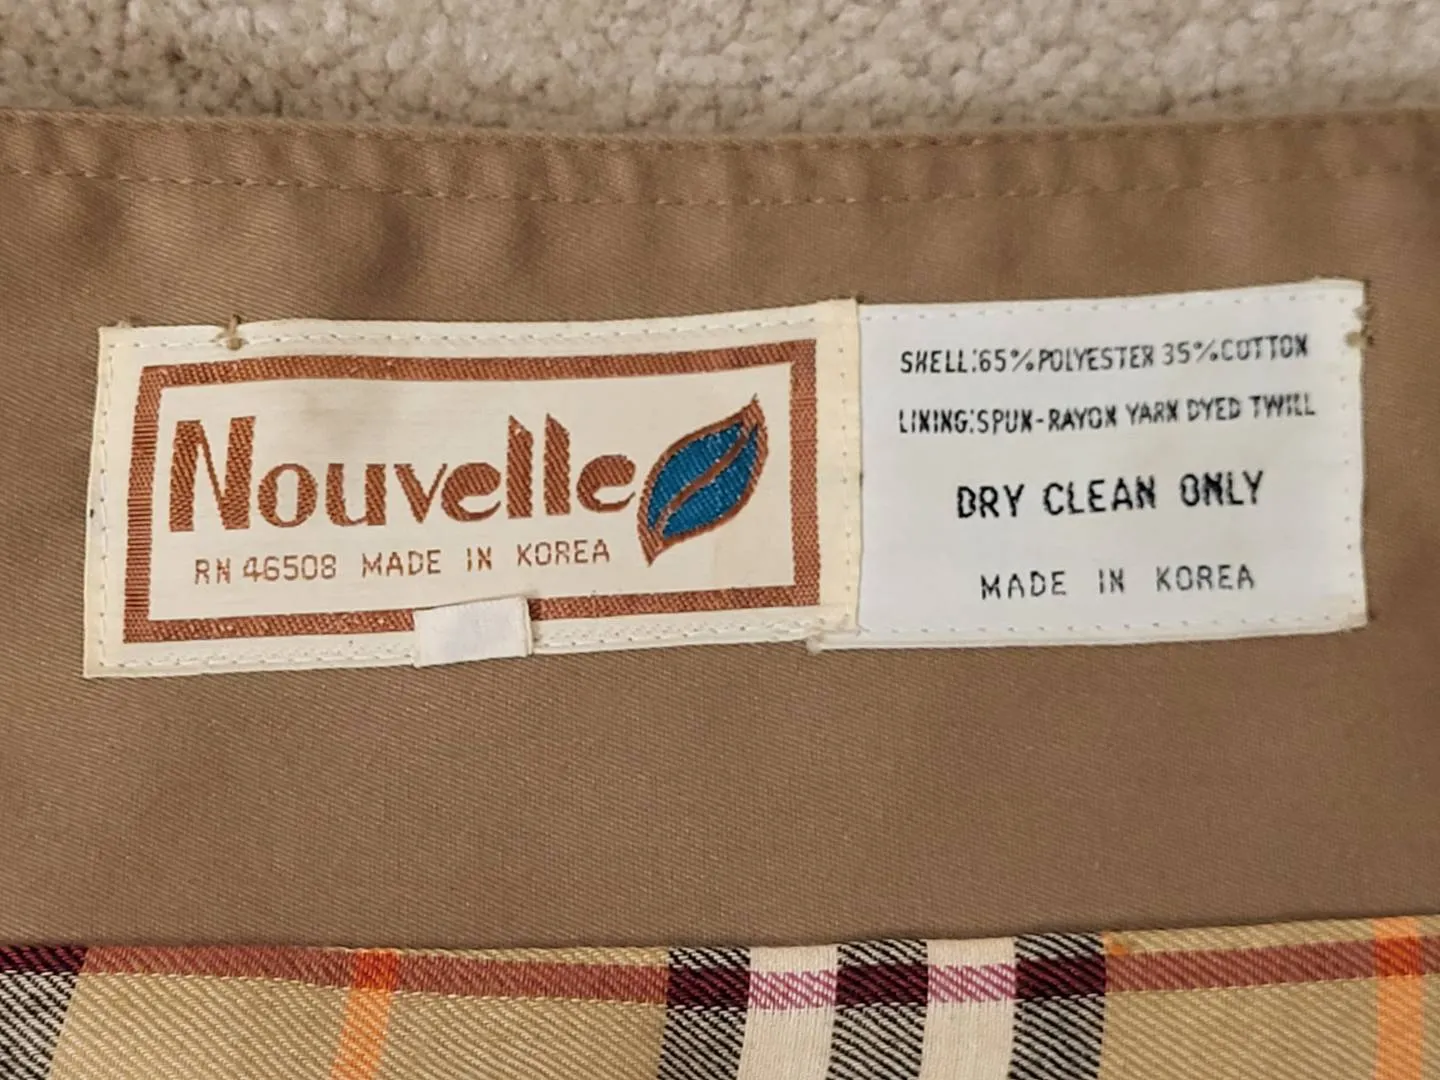 Nouvelle
RN 46508 MADE IN KOREA
SHELL:65%POLYESTER 35%COTTON
LINING:SPUN-RAYON YARN DYED TWILL
DRY CLEAN ONLY
MADE IN KOREA